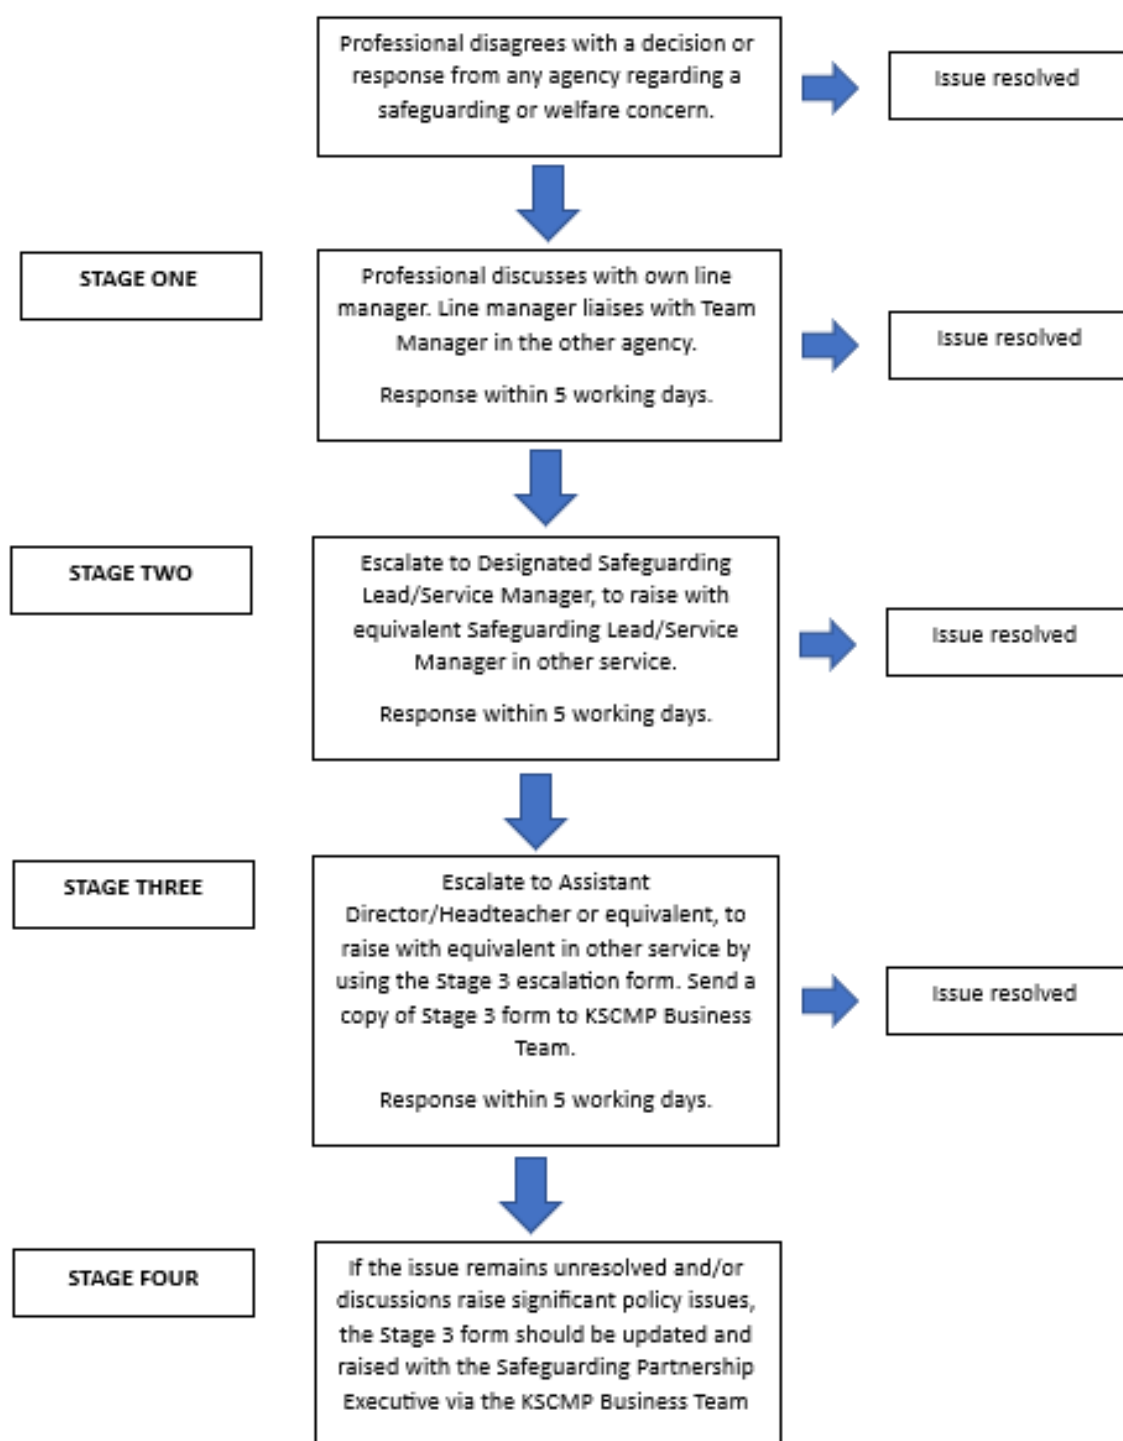 Professional disagrees with a decision or
response from any agency regarding a
safeguarding or welfare concern.
Issue resolved
STAGE ONE
Professional discusses with own line
manager. Line manager liaises with Team
Manager in the other agency.
Response within 5 working days.
Issue resolved
STAGE TWO
Escalate to Designated Safeguarding
Lead/Service Manager, to raise with
equivalent Safeguarding Lead/Service
Manager in other service.
Response within 5 working days.
Issue resolved
STAGE THREE
Escalate to Assistant
Director/Headteacher or equivalent, to
raise with equivalent in other service by
using the Stage 3 escalation form. Send a
copy of Stage 3 form to KSCMP Business
Team.
Response within 5 working days.
Issue resolved
STAGE FOUR
If the issue remains unresolved and/or
discussions raise significant policy issues,
the Stage 3 form should be updated and
raised with the Safeguarding Partnership
Executive via the KSCMP Business Team